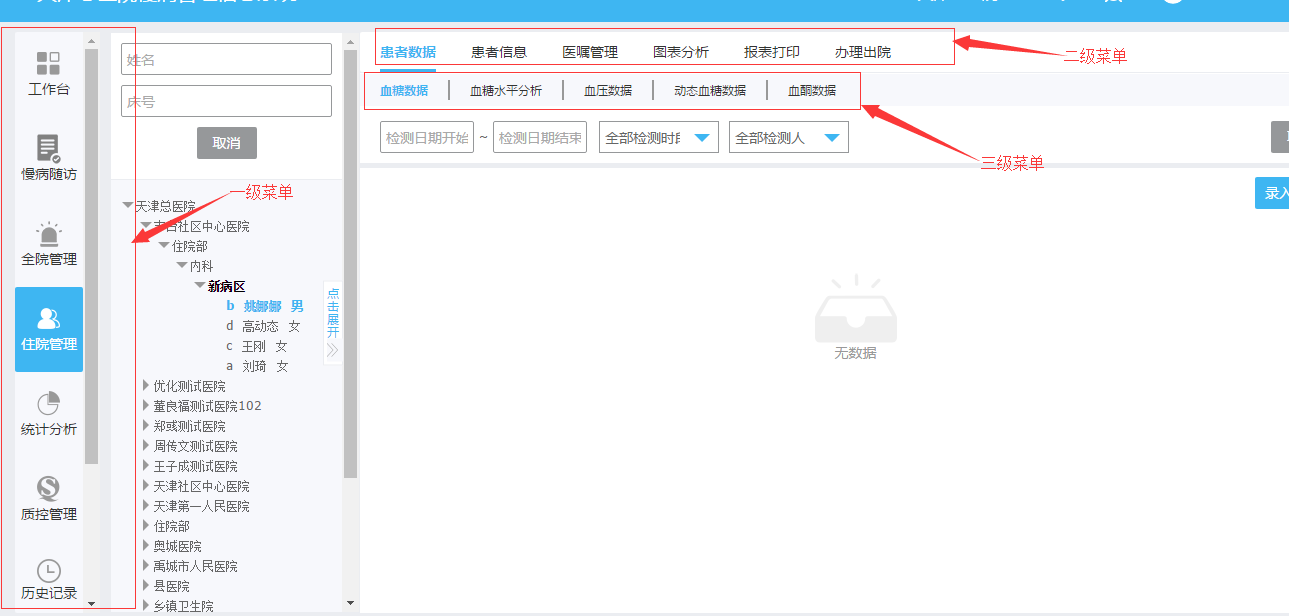 工作台
慢病随访
全院管理
住院管理
统计分析
质控管理
历史记录
姓名
床号
取消
一级菜单
天津总医院
社区中心医院
住院部
内科
新病区
b 姚娜娜 男
d 高动态 女
c 王刚 女
a 刘琦 女
优化测试医院
董良福测试医院102
郑彧测试医院
周传文测试医院
王子成测试医院
天津社区中心医院
天津第一人民医院
住院部
奥城医院
禹城市人民医院
县医院
乡镇卫生院
点击展开
患者数据 患者信息 医嘱管理 图表分析 报表打印 办理出院
二级菜单
血糖数据 血糖水平分析 血压数据 动态血糖数据 血酮数据
三级菜单
检测日期开始 ~ 检测日期结束 全部检测时 全部检测人
录入
无数据